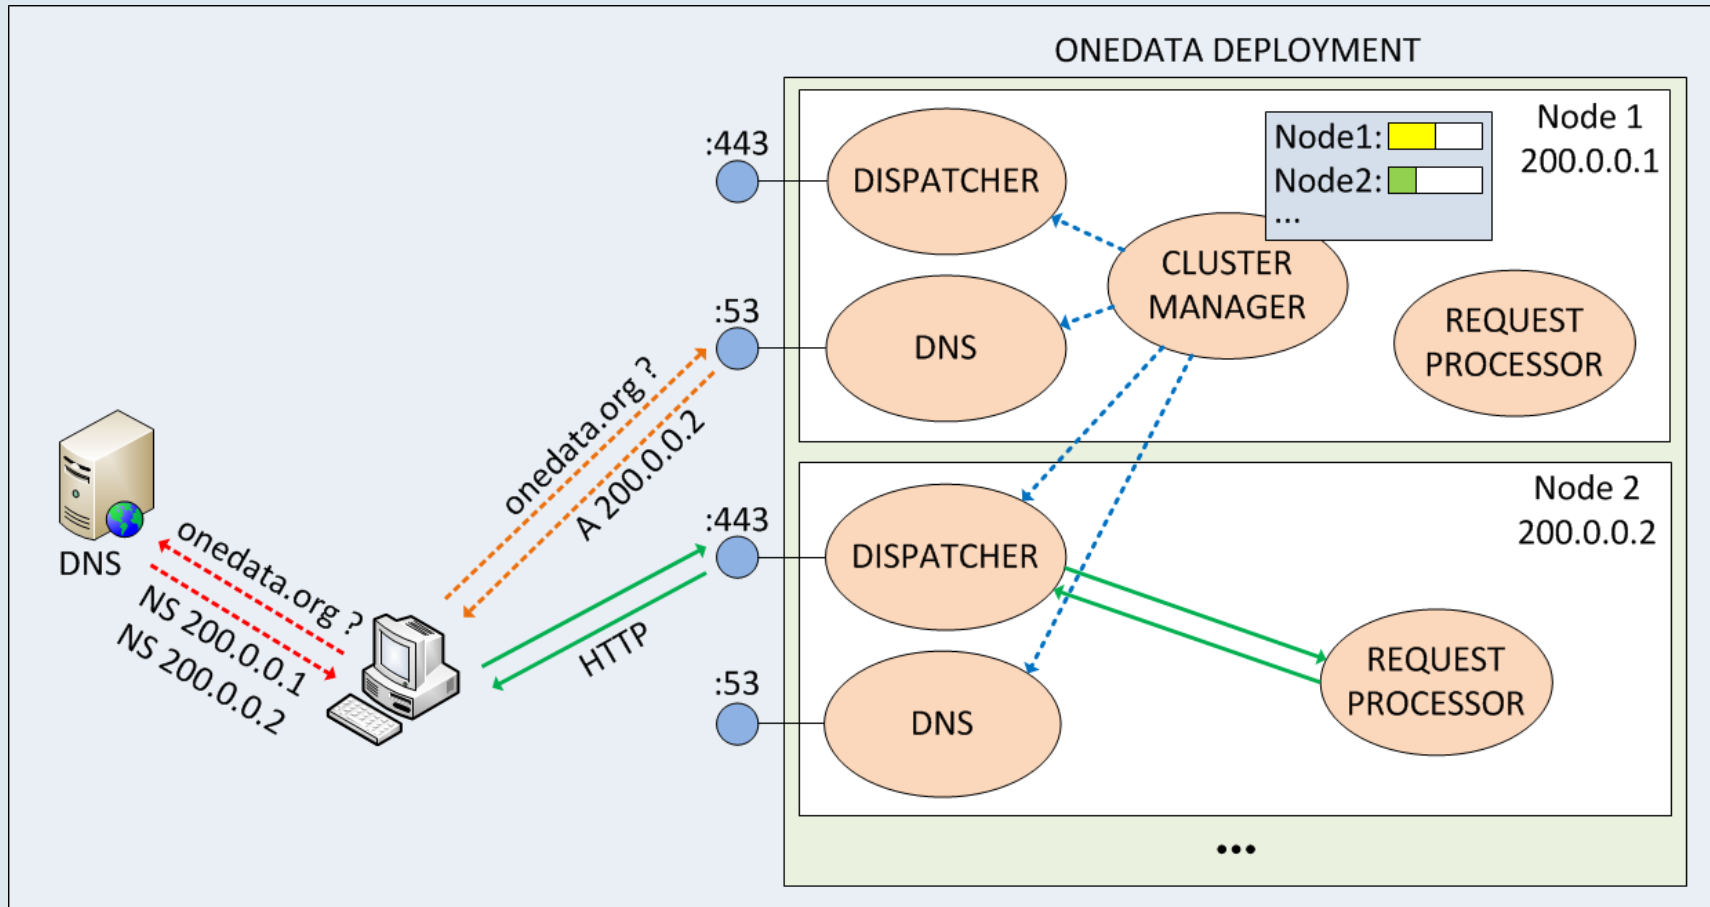 ONEDATA DEPLOYMENT
Node 1
200.0.0.1
Node1:
Node2:
...
:443
DISPATCHER
CLUSTER
MANAGER
:53
DNS
REQUEST
PROCESSOR
onedata.org ?
A 200.0.0.2
DNS
onedata.org ?
NS 200.0.0.1
NS 200.0.0.2
HTTP
Node 2
200.0.0.2
:443
DISPATCHER
REQUEST
PROCESSOR
:53
DNS
...